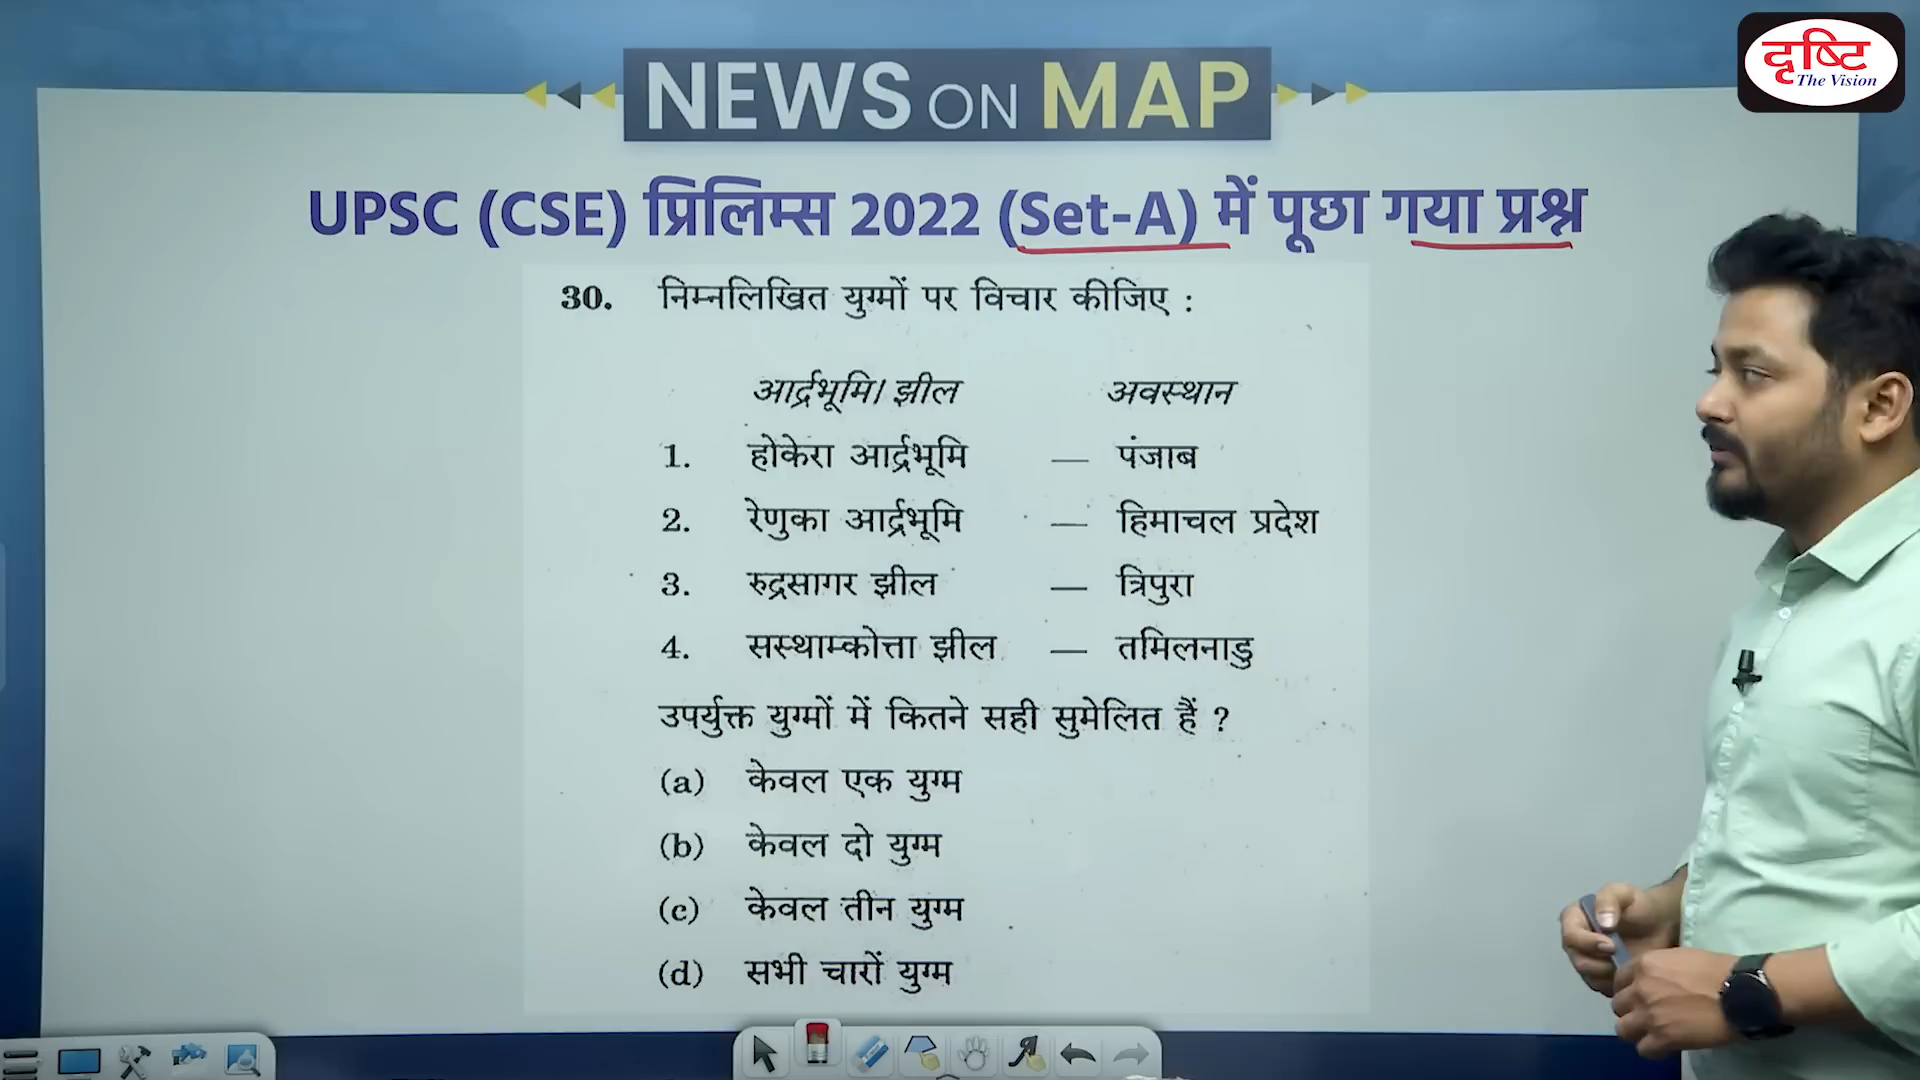 दृष्टि
The Vision
NEWS ON MAP
UPSC (CSE) प्रिलिम्स 2022 (Set-A) में पूछा गया प्रश्न
30. निम्नलिखित युग्मों पर विचार कीजिए :
आर्द्रभूमि/झील अवस्थान
1. होकेरा आर्द्रभूमि — पंजाब
2. रेणुका आर्द्रभूमि — हिमाचल प्रदेश
3. रुद्रसागर झील — त्रिपुरा
4. सस्थाम्कोत्ता झील — तमिलनाडु
उपर्युक्त युग्मों में कितने सही सुमेलित हैं ?
(a) केवल एक युग्म
(b) केवल दो युग्म
(c) केवल तीन युग्म
(d) सभी चारों युग्म